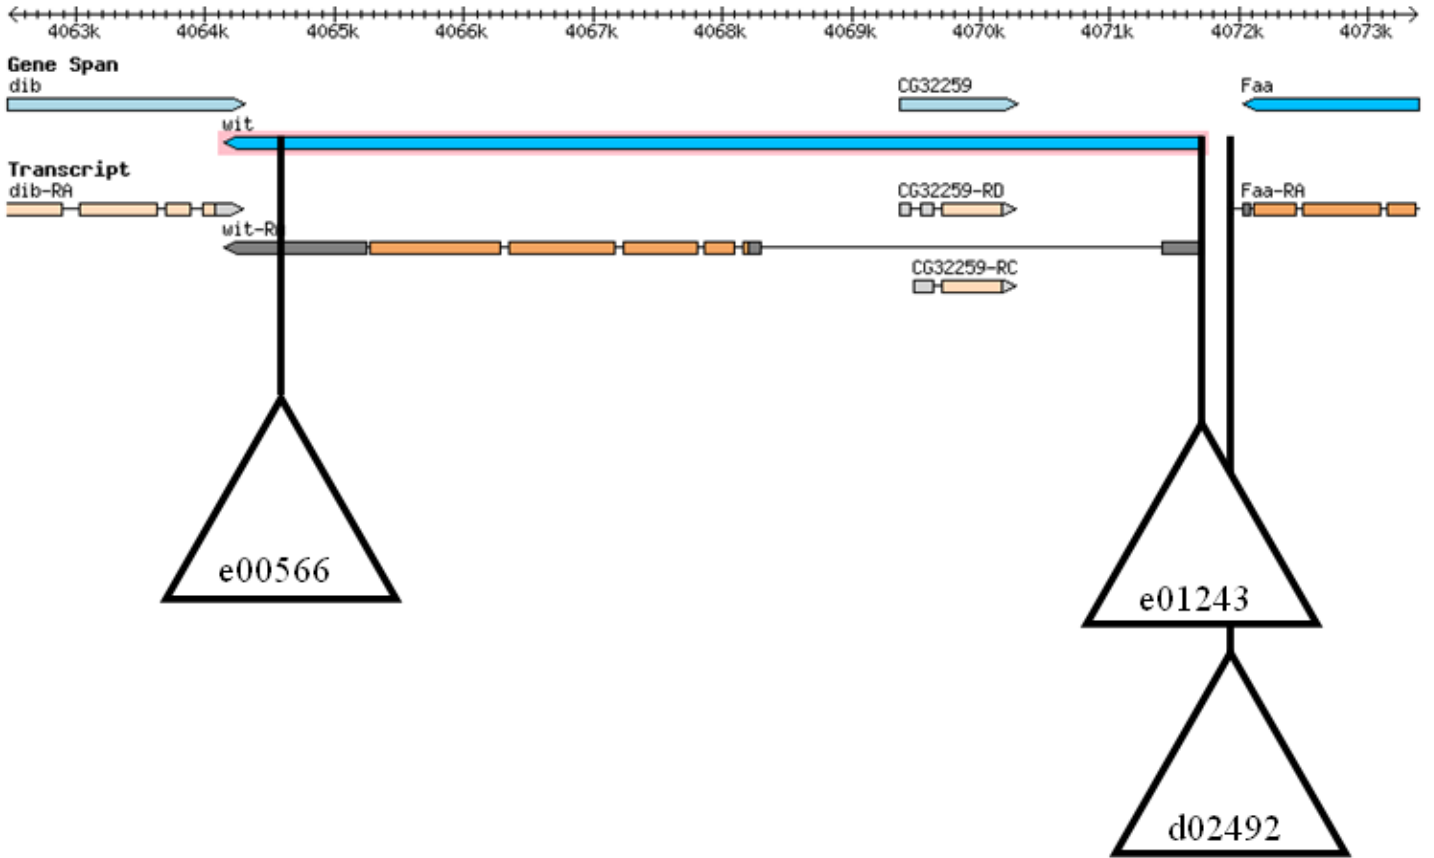 4063k 4064k 4065k 4066k 4067k 4068k 4069k 4070k 4071k 4072k 4073k
Gene Span
dib CG32259 Faa
wit
Transcript
dib-RA CG32259-RD Faa-RA
wit-R
CG32259-RC
e00566
e01243
d02492